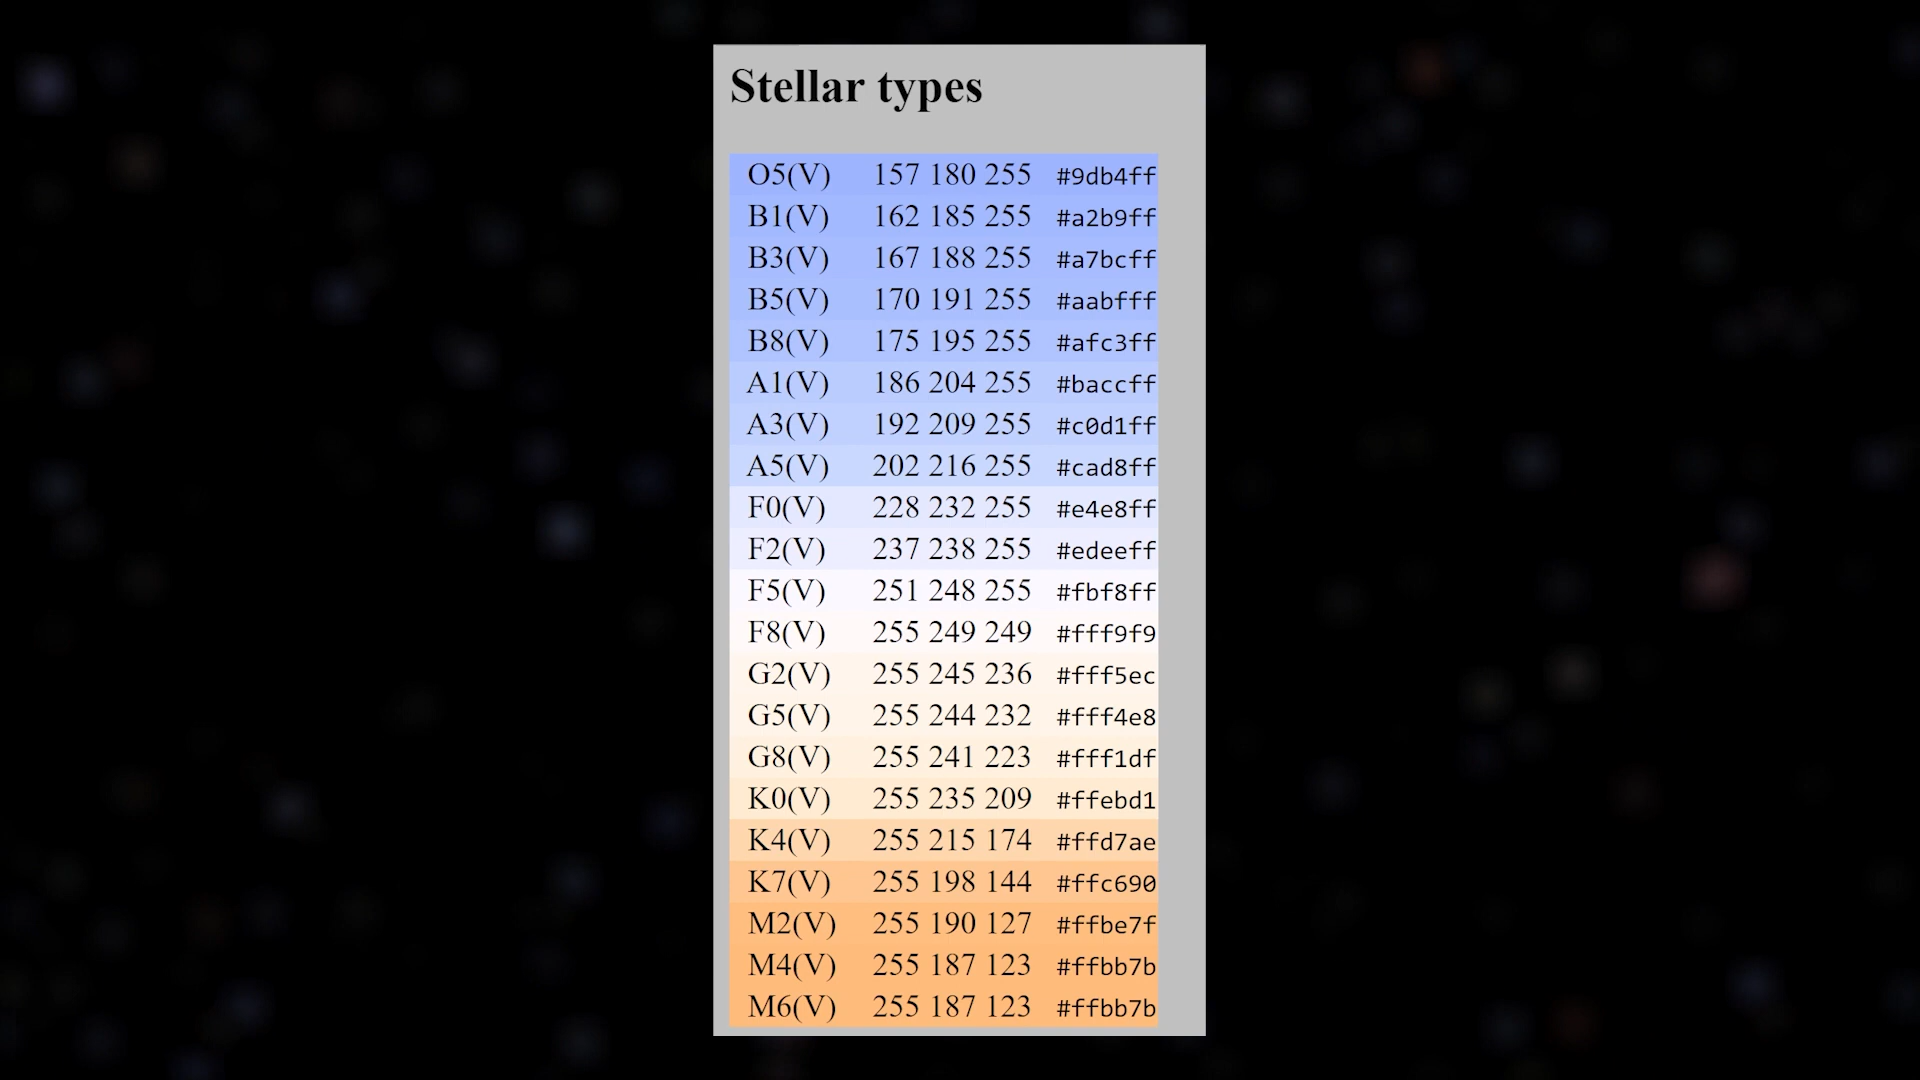 Stellar types
O5(V) 157 180 255 #9db4ff
B1(V) 162 185 255 #a2b9ff
B3(V) 167 188 255 #a7bcff
B5(V) 170 191 255 #aabfff
B8(V) 175 195 255 #afc3ff
A1(V) 186 204 255 #baccff
A3(V) 192 209 255 #c0d1ff
A5(V) 202 216 255 #cad8ff
F0(V) 228 232 255 #e4e8ff
F2(V) 237 238 255 #edeeff
F5(V) 251 248 255 #fbf8ff
F8(V) 255 249 249 #fff9f9
G2(V) 255 245 236 #fff5ec
G5(V) 255 244 232 #fff4e8
G8(V) 255 241 223 #fff1df
K0(V) 255 235 209 #ffebd1
K4(V) 255 215 174 #ffd7ae
K7(V) 255 198 144 #ffc690
M2(V) 255 190 127 #ffbe7f
M4(V) 255 187 123 #ffbb7b
M6(V) 255 187 123 #ffbb7b